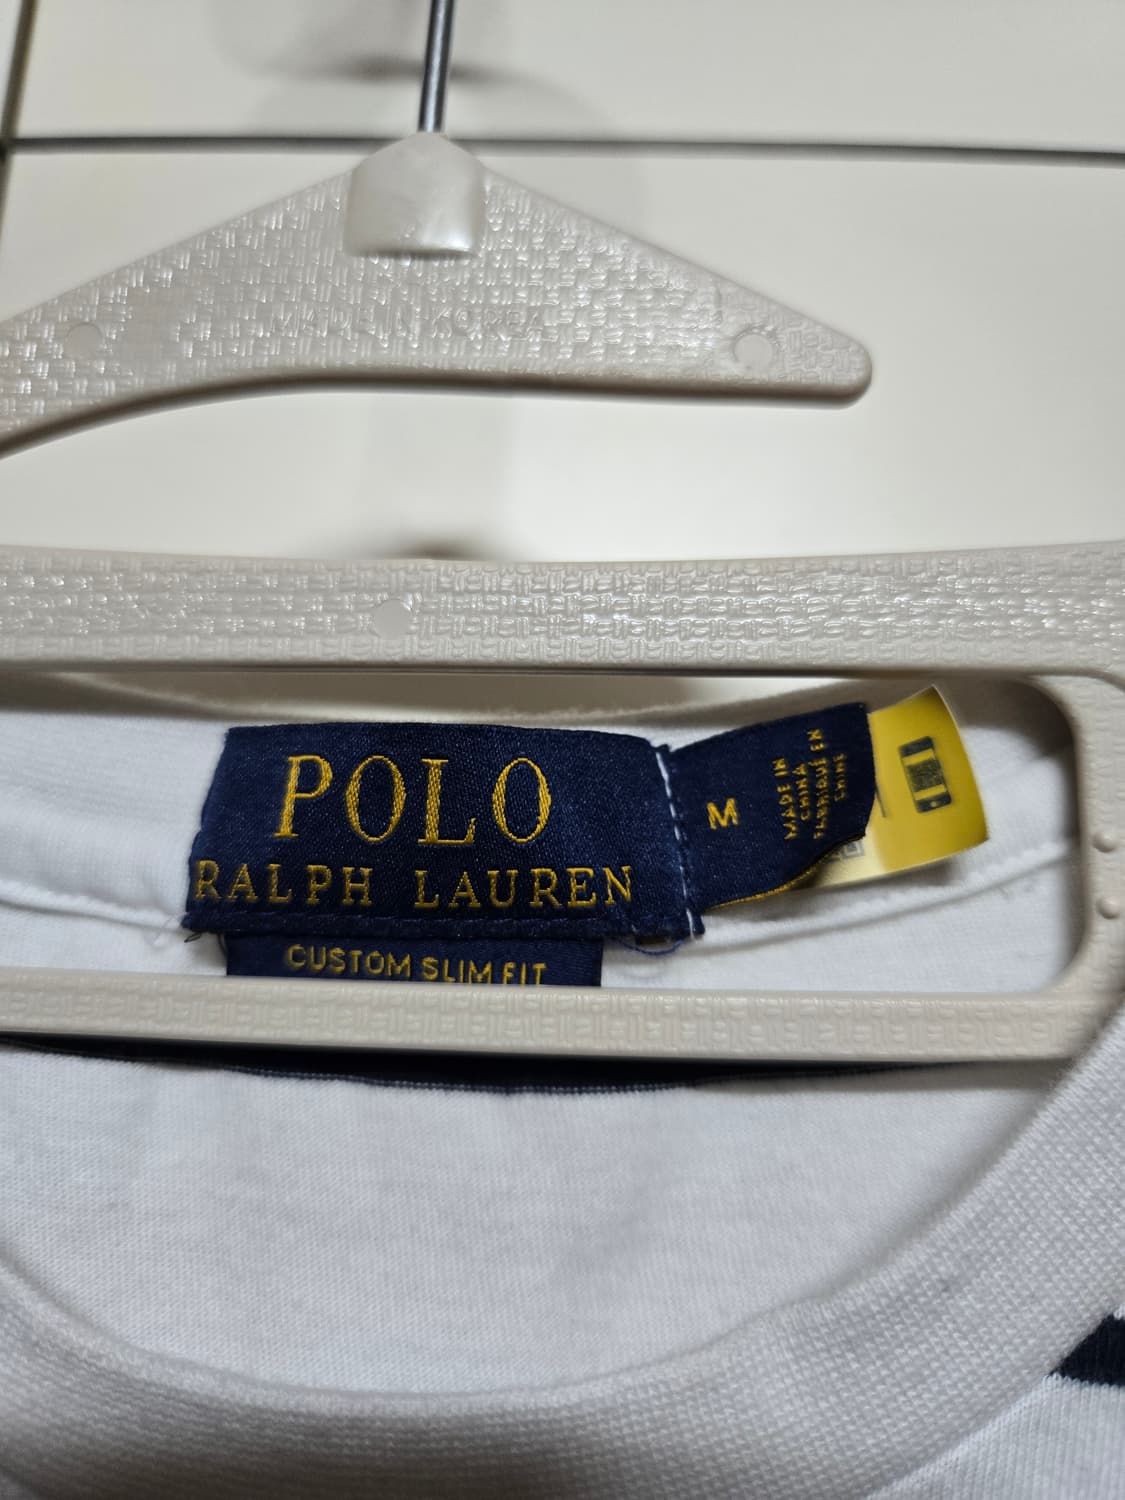 MADE IN KOREA
POLO
RALPH LAUREN
CUSTOM SLIM FIT
M
MADE IN
CHINA
FABRIQUÉ EN
CHINE